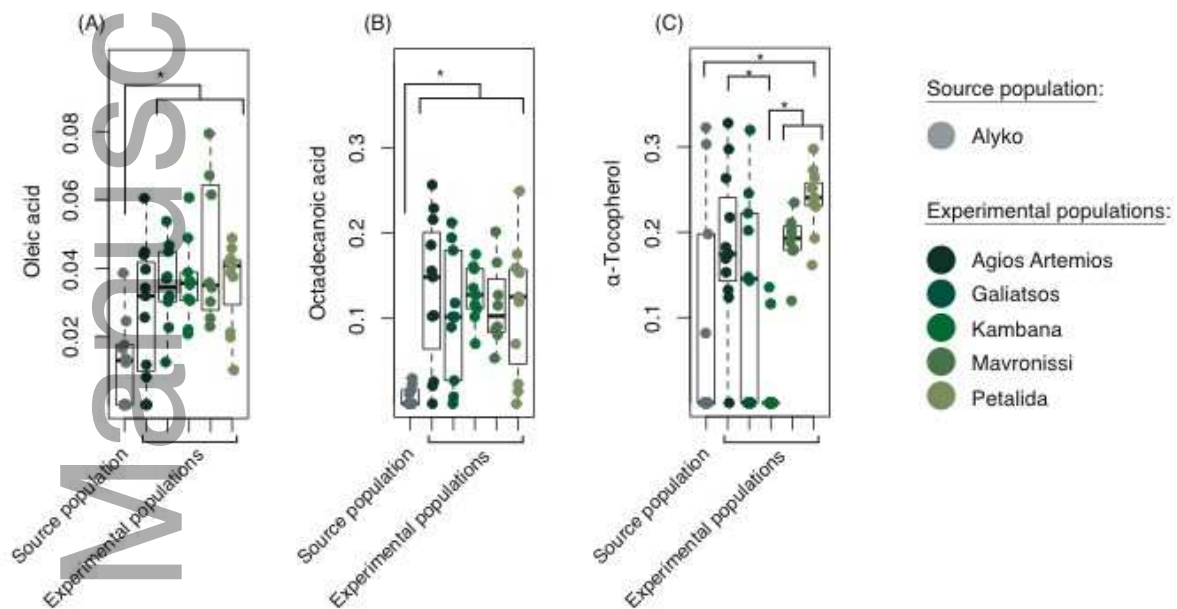 (A)
(B)
(C)
*
*
*
*
*
Oleic acid
0.02
0.04
0.06
0.08
Octadecanoic acid
0.1
0.2
0.3
α-Tocopherol
0.1
0.2
0.3
Source population
Experimental populations
Source population
Experimental populations
Source population
Experimental populations
Source population:
Alyko
Experimental populations:
Agios Artemios
Galiatsos
Kambana
Mavronissi
Petalida
Manusc